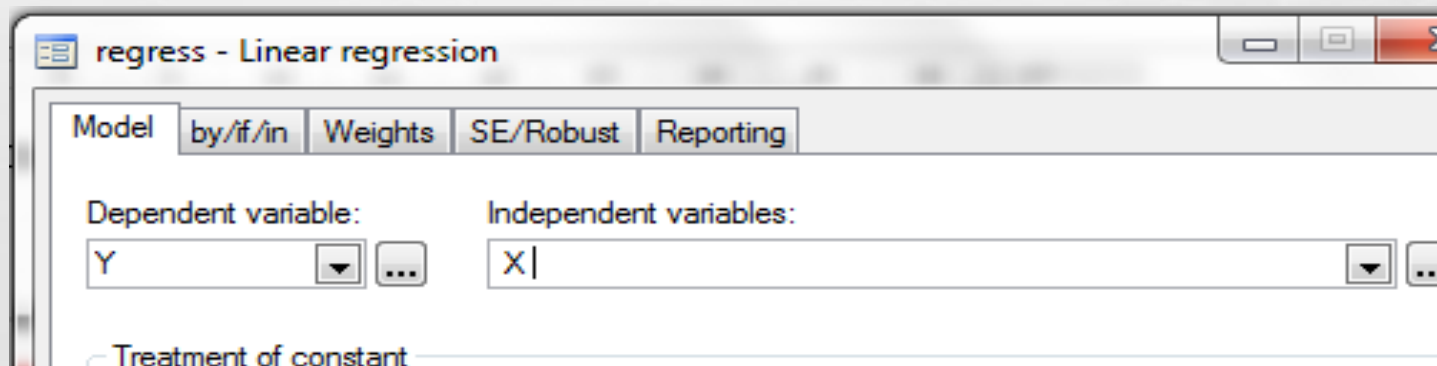 regress - Linear regression
Model by/if/in Weights SE/Robust Reporting
Dependent variable: Independent variables:
Y ... X ...
Treatment of constant